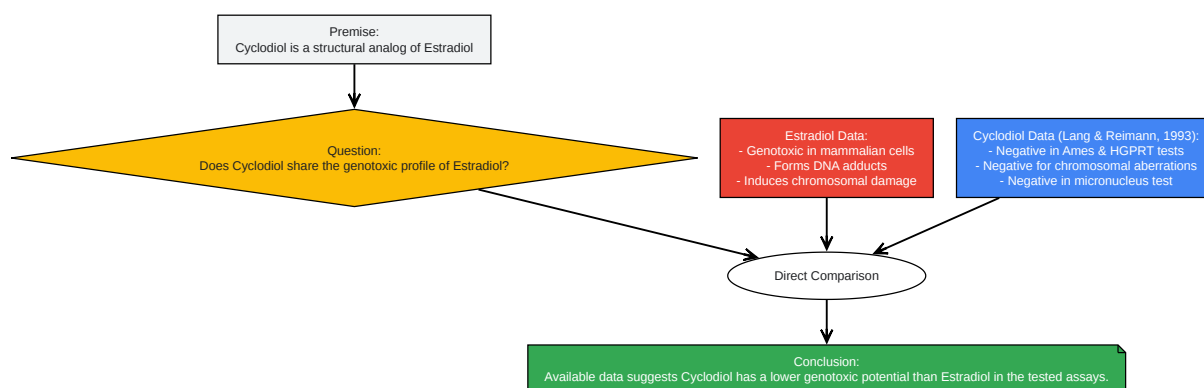 Premise:
Cyclodiol is a structural analog of Estradiol
Question:
Does Cyclodiol share the genotoxic profile of Estradiol?
Estradiol Data:
- Genotoxic in mammalian cells
- Forms DNA adducts
- Induces chromosomal damage
Cyclodiol Data (Lang & Reimann, 1993):
- Negative in Ames & HGPRT tests
- Negative for chromosomal aberrations
- Negative in micronucleus test
Direct Comparison
Conclusion:
Available data suggests Cyclodiol has a lower genotoxic potential than Estradiol in the tested assays.